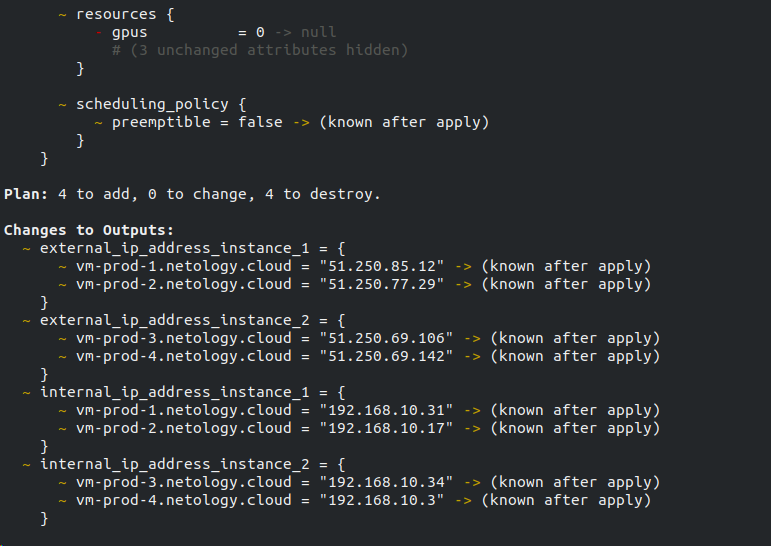 ~ resources {
- gpus = 0 -> null
# (3 unchanged attributes hidden)
}
~ scheduling_policy {
~ preemptible = false -> (known after apply)
}
}
Plan: 4 to add, 0 to change, 4 to destroy.
Changes to Outputs:
~ external_ip_address_instance_1 = {
~ vm-prod-1.netology.cloud = "51.250.85.12" -> (known after apply)
~ vm-prod-2.netology.cloud = "51.250.77.29" -> (known after apply)
}
~ external_ip_address_instance_2 = {
~ vm-prod-3.netology.cloud = "51.250.69.106" -> (known after apply)
~ vm-prod-4.netology.cloud = "51.250.69.142" -> (known after apply)
}
~ internal_ip_address_instance_1 = {
~ vm-prod-1.netology.cloud = "192.168.10.31" -> (known after apply)
~ vm-prod-2.netology.cloud = "192.168.10.17" -> (known after apply)
}
~ internal_ip_address_instance_2 = {
~ vm-prod-3.netology.cloud = "192.168.10.34" -> (known after apply)
~ vm-prod-4.netology.cloud = "192.168.10.3" -> (known after apply)
}